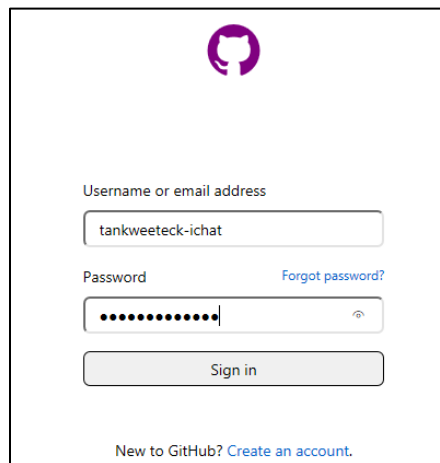 Username or email address
tankweeteck-ichat
Password Forgot password?
•••••••••••••
Sign in
New to GitHub? Create an account.